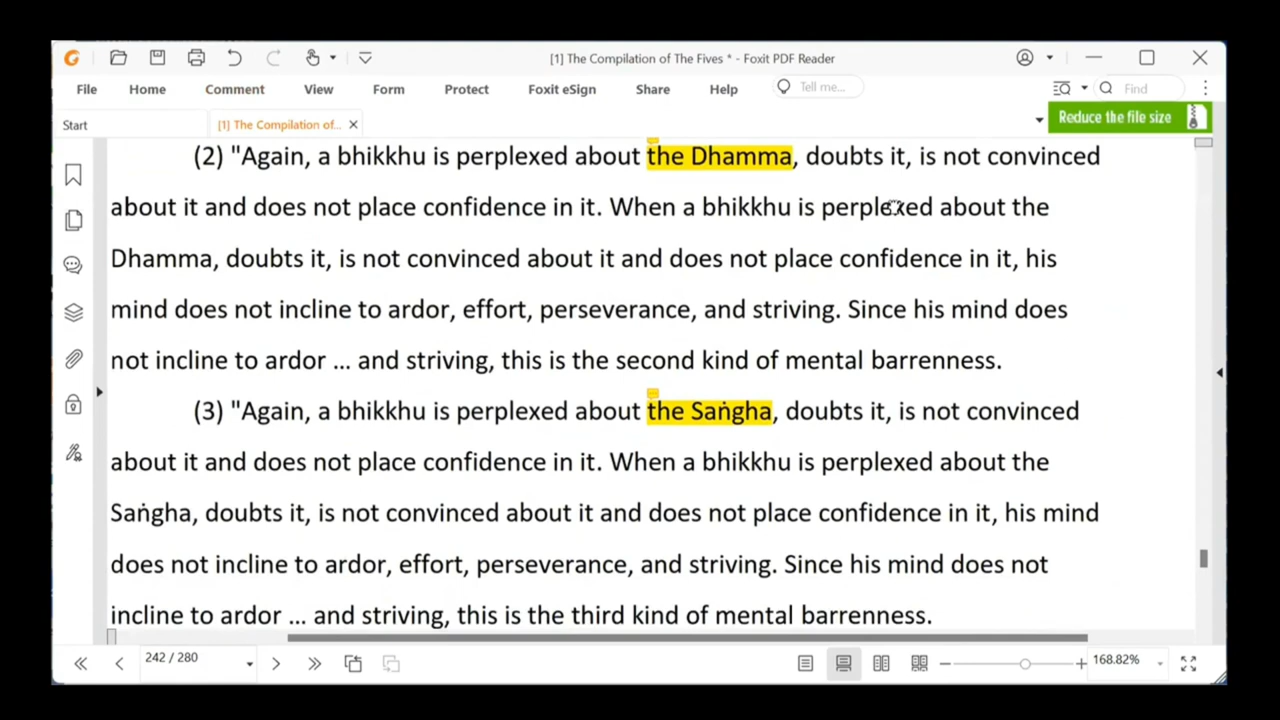 [1] The Compilation of The Fives * - Foxit PDF Reader
File Home Comment View Form Protect Foxit eSign Share Help Tell me... Find
Start [1] The Compilation of... Reduce the file size
(2) "Again, a bhikkhu is perplexed about the Dhamma, doubts it, is not convinced
about it and does not place confidence in it. When a bhikkhu is perplexed about the
Dhamma, doubts it, is not convinced about it and does not place confidence in it, his
mind does not incline to ardor, effort, perseverance, and striving. Since his mind does
not incline to ardor ... and striving, this is the second kind of mental barrenness.
(3) "Again, a bhikkhu is perplexed about the Saṅgha, doubts it, is not convinced
about it and does not place confidence in it. When a bhikkhu is perplexed about the
Saṅgha, doubts it, is not convinced about it and does not place confidence in it, his mind
does not incline to ardor, effort, perseverance, and striving. Since his mind does not
incline to ardor ... and striving, this is the third kind of mental barrenness.
242 / 280 168.82%